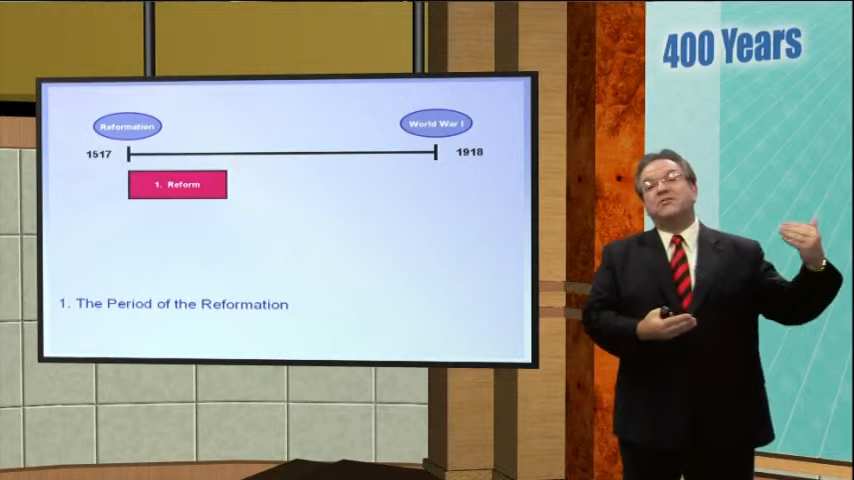 400 Years
Reformation
World War I
1517
1918
1. Reform
1. The Period of the Reformation